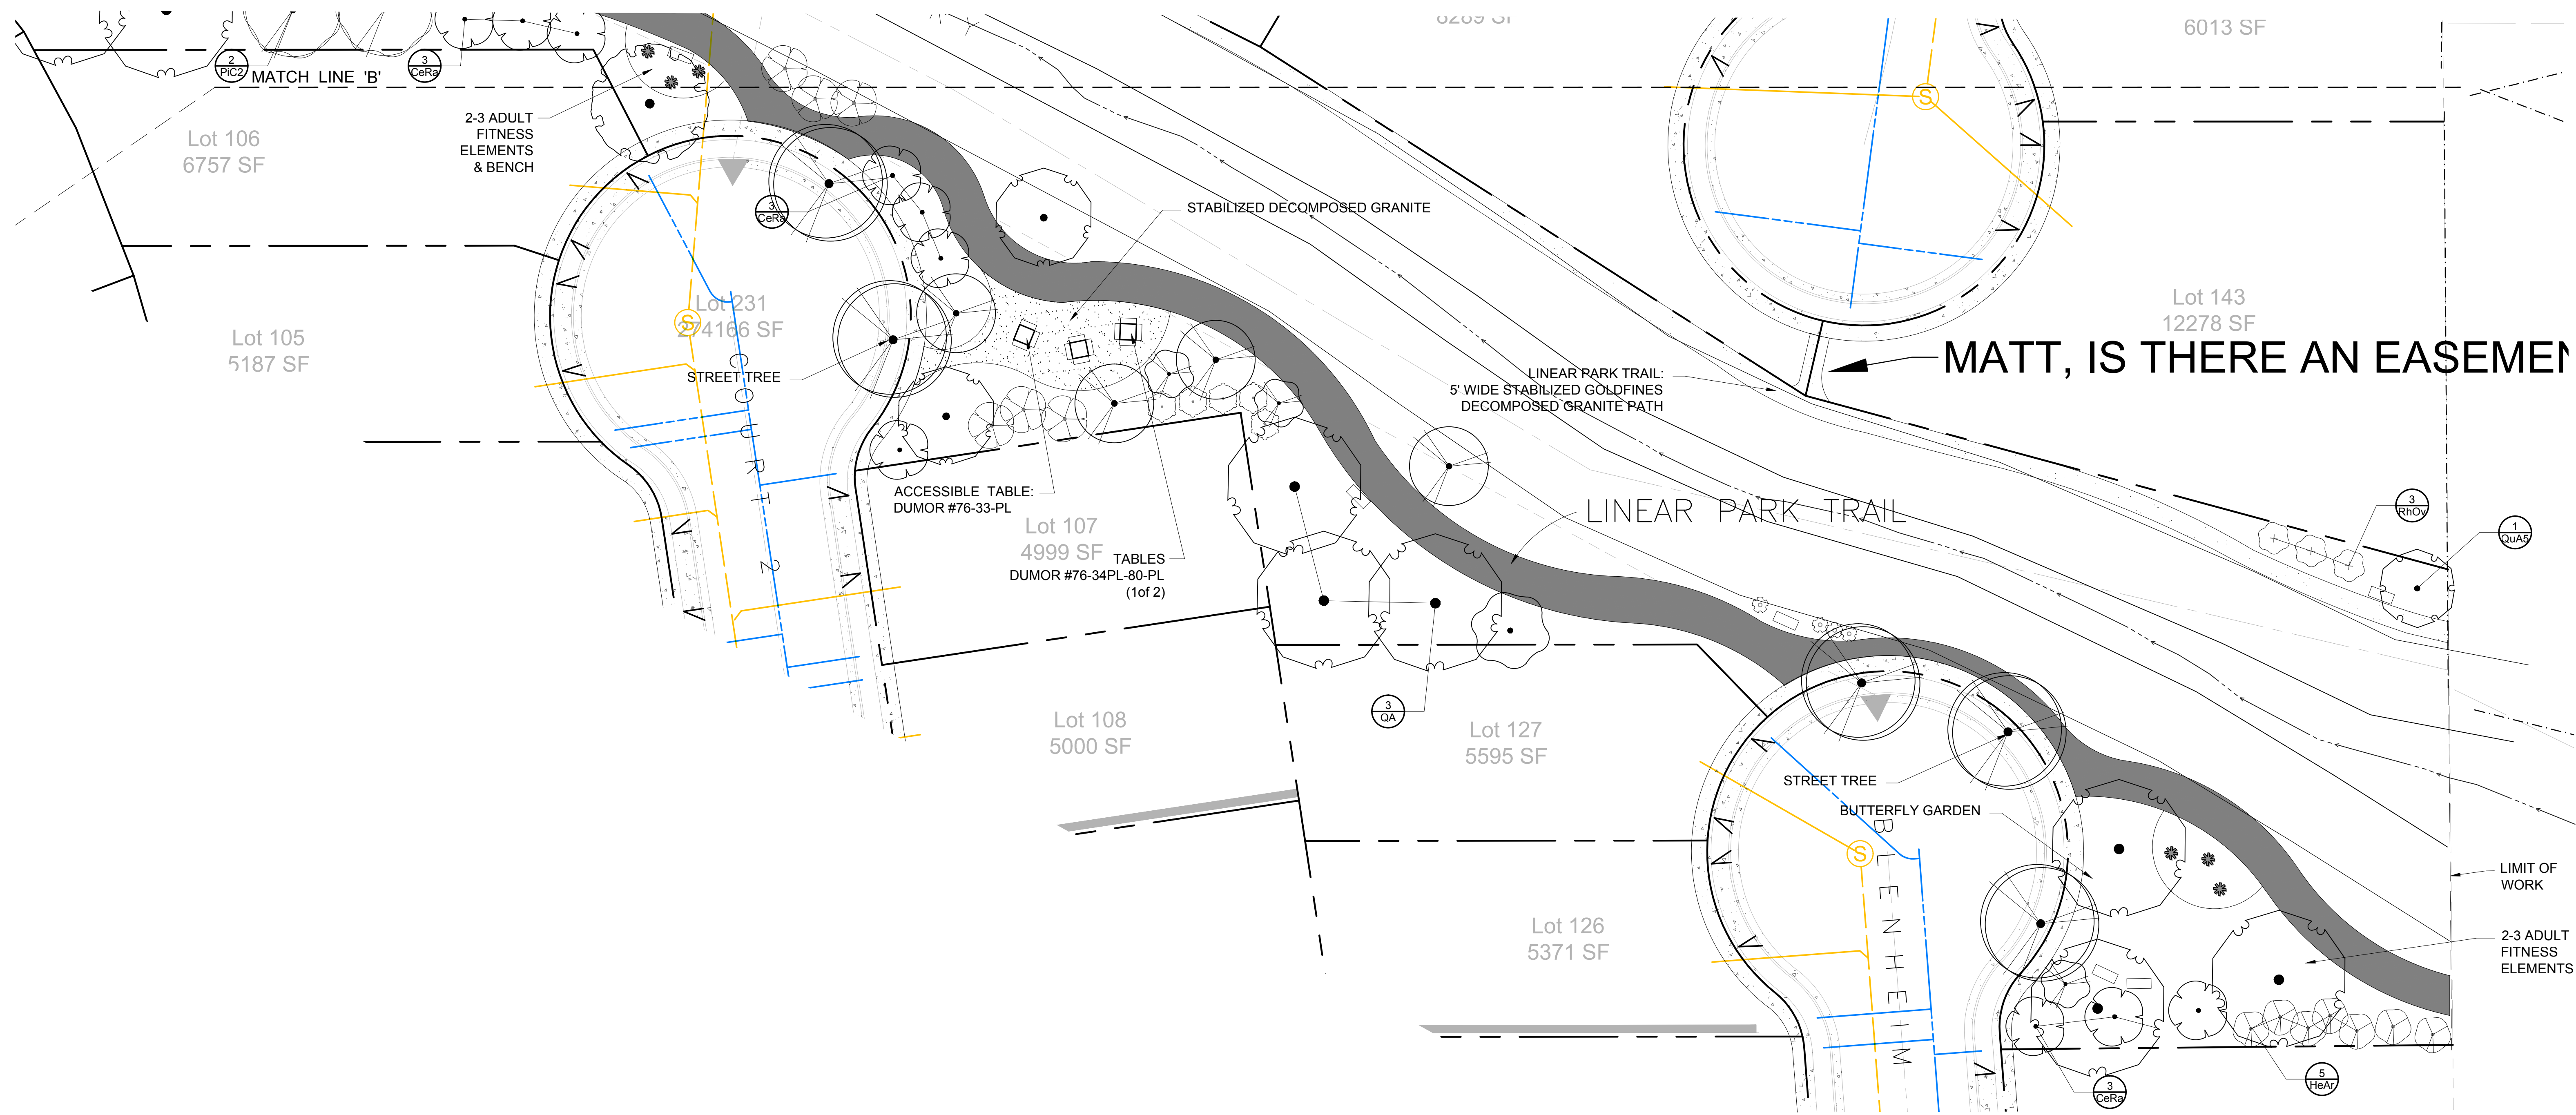 8289 SF
6013 SF
2
PiC2
MATCH LINE 'B'
3
CeRa
2-3 ADULT
FITNESS
ELEMENTS
& BENCH
Lot 106
6757 SF
S
3
CeRa
STABILIZED DECOMPOSED GRANITE
Lot 231
274166 SF
S
Lot 143
12278 SF
Lot 105
5187 SF
MATT, IS THERE AN EASEMEN
STREET TREE
LINEAR PARK TRAIL:
5' WIDE STABILIZED GOLDFINES
DECOMPOSED GRANITE PATH
COURT 2
ACCESSIBLE TABLE:
DUMOR #76-33-PL
LINEAR PARK TRAIL
3
RhOv
1
QuA5
Lot 107
4999 SF
TABLES
DUMOR #76-34PL-80-PL
(1of 2)
3
QA
Lot 108
5000 SF
Lot 127
5595 SF
STREET TREE
BUTTERFLY GARDEN
S
BLENHEIM
LIMIT OF
WORK
Lot 126
5371 SF
2-3 ADULT
FITNESS
ELEMENTS
3
CeRa
5
HeAr